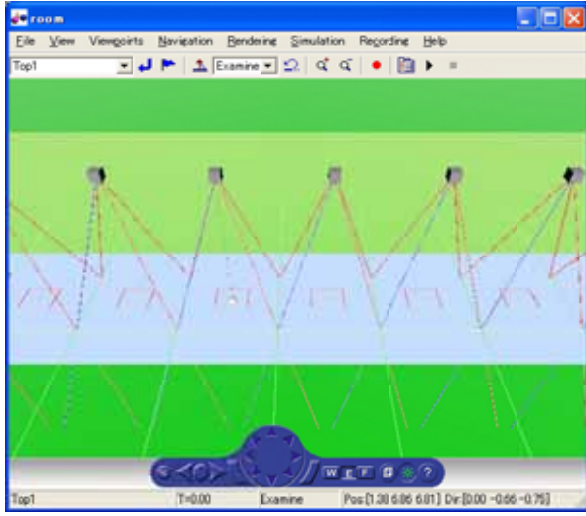 room
File View Viewpoints Navigation Rendering Simulation Recording Help
Top1 Examine
W E F ?
Top1 T=0.00 Examine Pos:[1.38 6.86 6.81] Dir:[0.00 -0.66 -0.75]